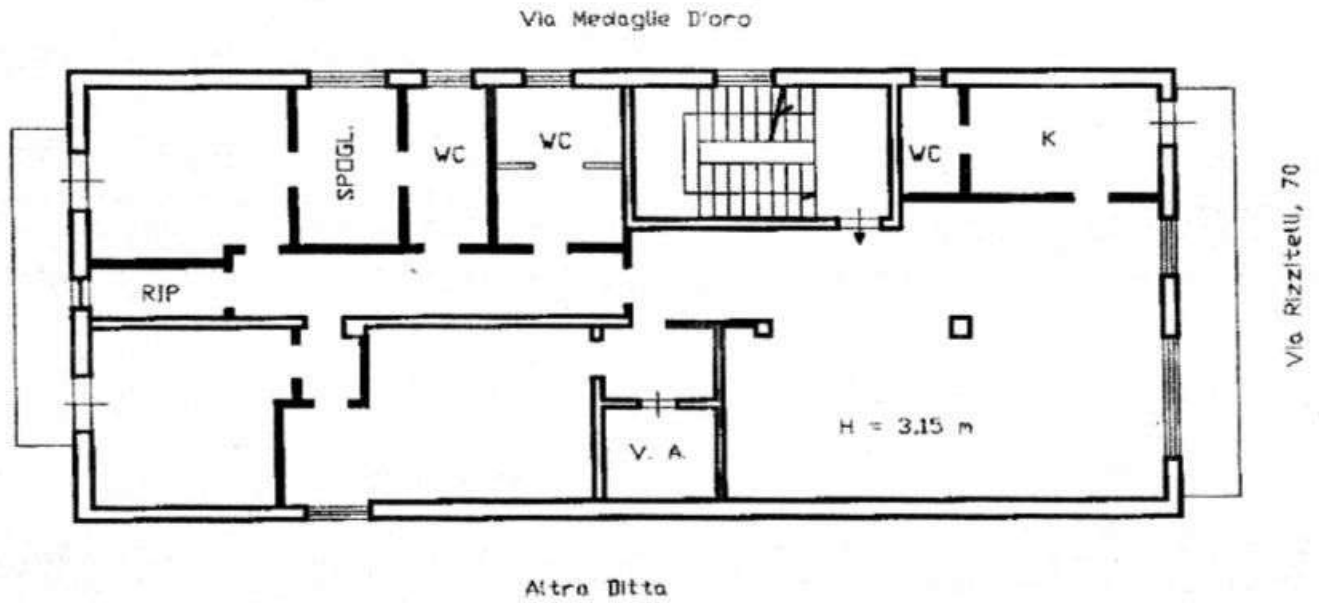 Via Medaglie D'oro
SPOGL.
WC
WC
WC
K
Via Rizzitelli, 70
RIP
H = 3.15 m
V. A.
Altra Ditta